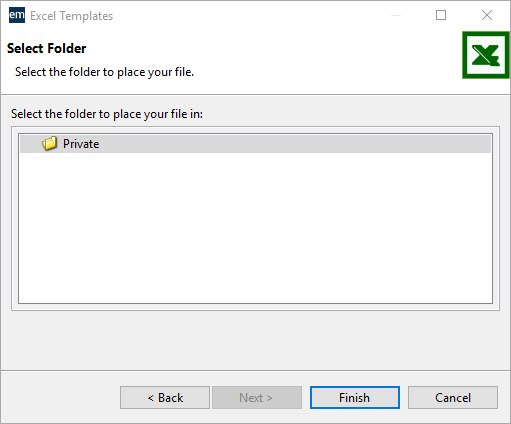 em Excel Templates
Select Folder
Select the folder to place your file.
Select the folder to place your file in:
Private
< Back Next > Finish Cancel